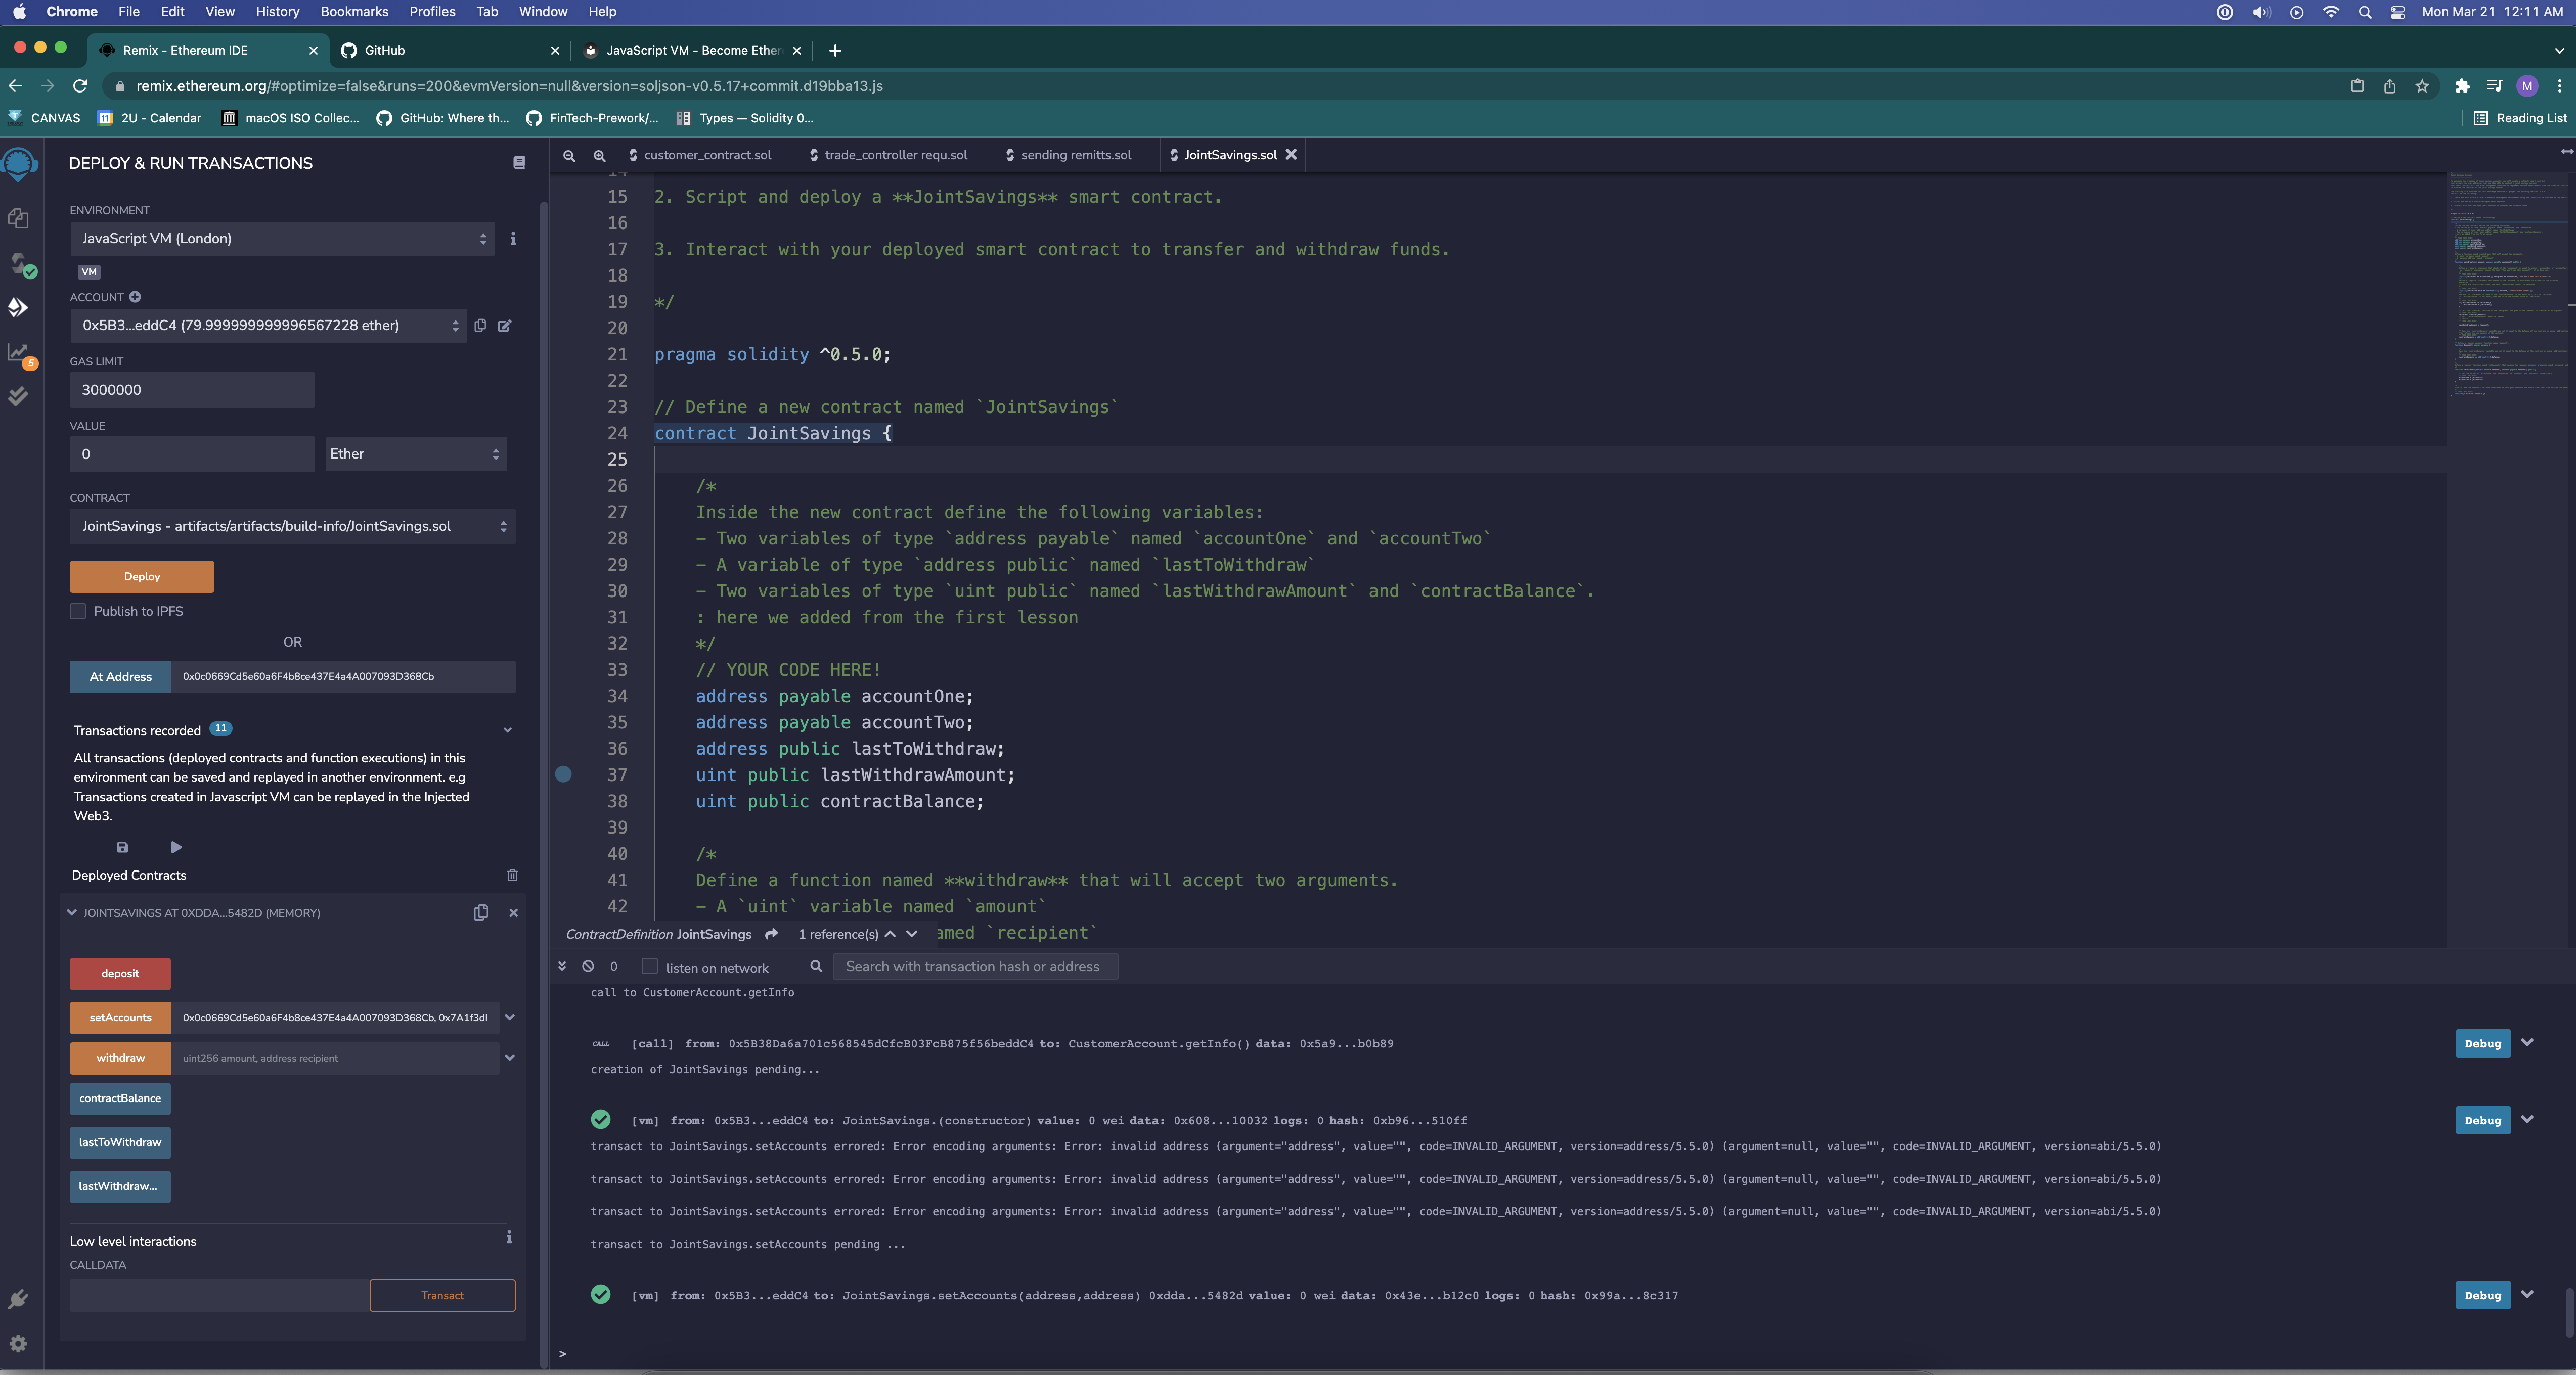 Chrome File Edit View History Bookmarks Profiles Tab Window Help
Mon Mar 21 12:11 AM
Remix - Ethereum IDE
GitHub
JavaScript VM - Become Ether
remix.ethereum.org/#optimize=false&runs=200&evmVersion=null&version=soljson-v0.5.17+commit.d19bba13.js
M
CANVAS
2U - Calendar
macOS ISO Collec...
GitHub: Where th...
FinTech-Prework/...
Types — Solidity 0...
Reading List
DEPLOY & RUN TRANSACTIONS
ENVIRONMENT
JavaScript VM (London)
VM
ACCOUNT
0x5B3...eddC4 (79.999999999996567228 ether)
GAS LIMIT
3000000
VALUE
0
Ether
CONTRACT
JointSavings - artifacts/artifacts/build-info/JointSavings.sol
Deploy
Publish to IPFS
OR
At Address
0x0c0669Cd5e60a6F4b8ce437E4a4A007093D368Cb
Transactions recorded 11
All transactions (deployed contracts and function executions) in this
environment can be saved and replayed in another environment. e.g
Transactions created in Javascript VM can be replayed in the Injected
Web3.
Deployed Contracts
JOINTSAVINGS AT 0XDDA...5482D (MEMORY)
deposit
setAccounts
0x0c0669Cd5e60a6F4b8ce437E4a4A007093D368Cb, 0x7A1f3dF
withdraw
uint256 amount, address recipient
contractBalance
lastToWithdraw
lastWithdraw...
Low level interactions
CALLDATA
Transact
5
customer_contract.sol
trade_controller requ.sol
sending remitts.sol
JointSavings.sol
14
15 2. Script and deploy a **JointSavings** smart contract.
16
17 3. Interact with your deployed smart contract to transfer and withdraw funds.
18
19 */
20
21 pragma solidity ^0.5.0;
22
23 // Define a new contract named `JointSavings`
24 contract JointSavings {
25
26 /*
27 Inside the new contract define the following variables:
28 - Two variables of type `address payable` named `accountOne` and `accountTwo`
29 - A variable of type `address public` named `lastToWithdraw`
30 - Two variables of type `uint public` named `lastWithdrawAmount` and `contractBalance`.
31 : here we added from the first lesson
32 */
33 // YOUR CODE HERE!
34 address payable accountOne;
35 address payable accountTwo;
36 address public lastToWithdraw;
37 uint public lastWithdrawAmount;
38 uint public contractBalance;
39
40 /*
41 Define a function named **withdraw** that will accept two arguments.
42 - A `uint` variable named `amount`
ContractDefinition JointSavings 1 reference(s) amed `recipient`
0
listen on network
Search with transaction hash or address
call to CustomerAccount.getInfo
CALL [call] from: 0x5B38Da6a701c568545dCfcB03FcB875f56beddC4 to: CustomerAccount.getInfo() data: 0x5a9...b0b89
Debug
creation of JointSavings pending...
[vm] from: 0x5B3...eddC4 to: JointSavings.(constructor) value: 0 wei data: 0x608...10032 logs: 0 hash: 0xb96...510ff
Debug
transact to JointSavings.setAccounts errored: Error encoding arguments: Error: invalid address (argument="address", value="", code=INVALID_ARGUMENT, version=address/5.5.0) (argument=null, value="", code=INVALID_ARGUMENT, version=abi/5.5.0)
transact to JointSavings.setAccounts errored: Error encoding arguments: Error: invalid address (argument="address", value="", code=INVALID_ARGUMENT, version=address/5.5.0) (argument=null, value="", code=INVALID_ARGUMENT, version=abi/5.5.0)
transact to JointSavings.setAccounts errored: Error encoding arguments: Error: invalid address (argument="address", value="", code=INVALID_ARGUMENT, version=address/5.5.0) (argument=null, value="", code=INVALID_ARGUMENT, version=abi/5.5.0)
transact to JointSavings.setAccounts pending ...
[vm] from: 0x5B3...eddC4 to: JointSavings.setAccounts(address,address) 0xdda...5482d value: 0 wei data: 0x43e...b12c0 logs: 0 hash: 0x99a...8c317
Debug
>